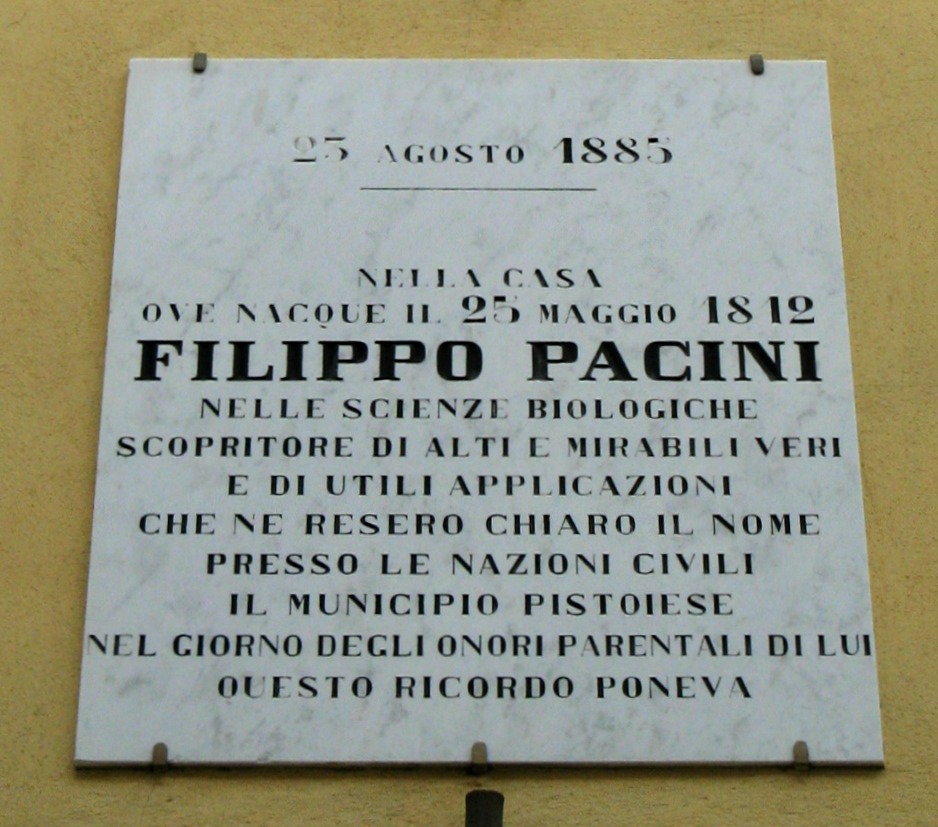 25 AGOSTO 1885
NELLA CASA
OVE NACQUE IL 25 MAGGIO 1812
FILIPPO PACINI
NELLE SCIENZE BIOLOGICHE
SCOPRITORE DI ALTI E MIRABILI VERI
E DI UTILI APPLICAZIONI
CHE NE RESERO CHIARO IL NOME
PRESSO LE NAZIONI CIVILI
IL MUNICIPIO PISTOIESE
NEL GIORNO DEGLI ONORI PARENTALI DI LUI
QUESTO RICORDO PONEVA